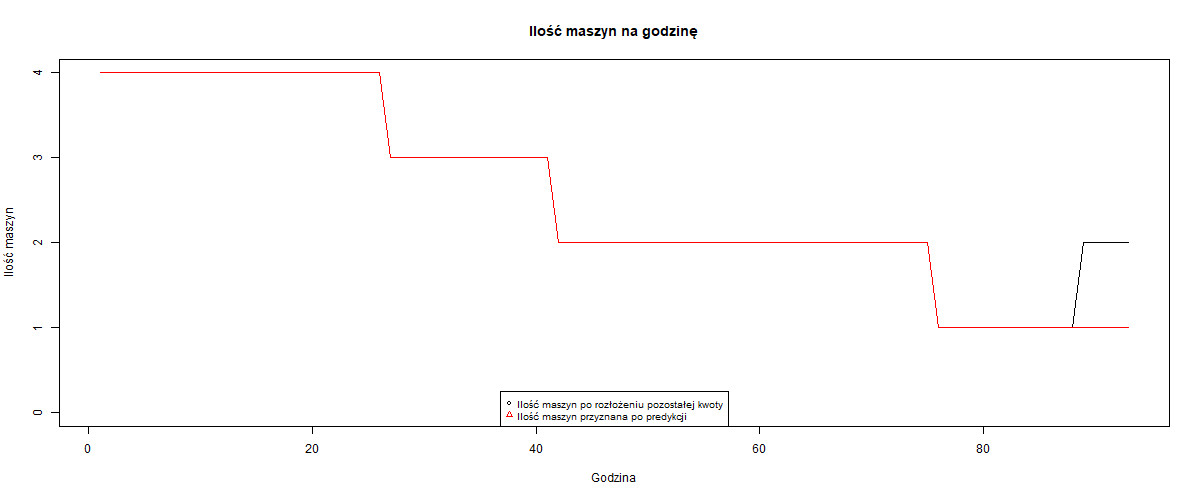 Ilość maszyn na godzinę
4
3
2
1
0
Ilość maszyn
Ilość maszyn po rozłożeniu pozostałej kwoty
Ilość maszyn przyznana po predykcji
0 20 40 60 80
Godzina